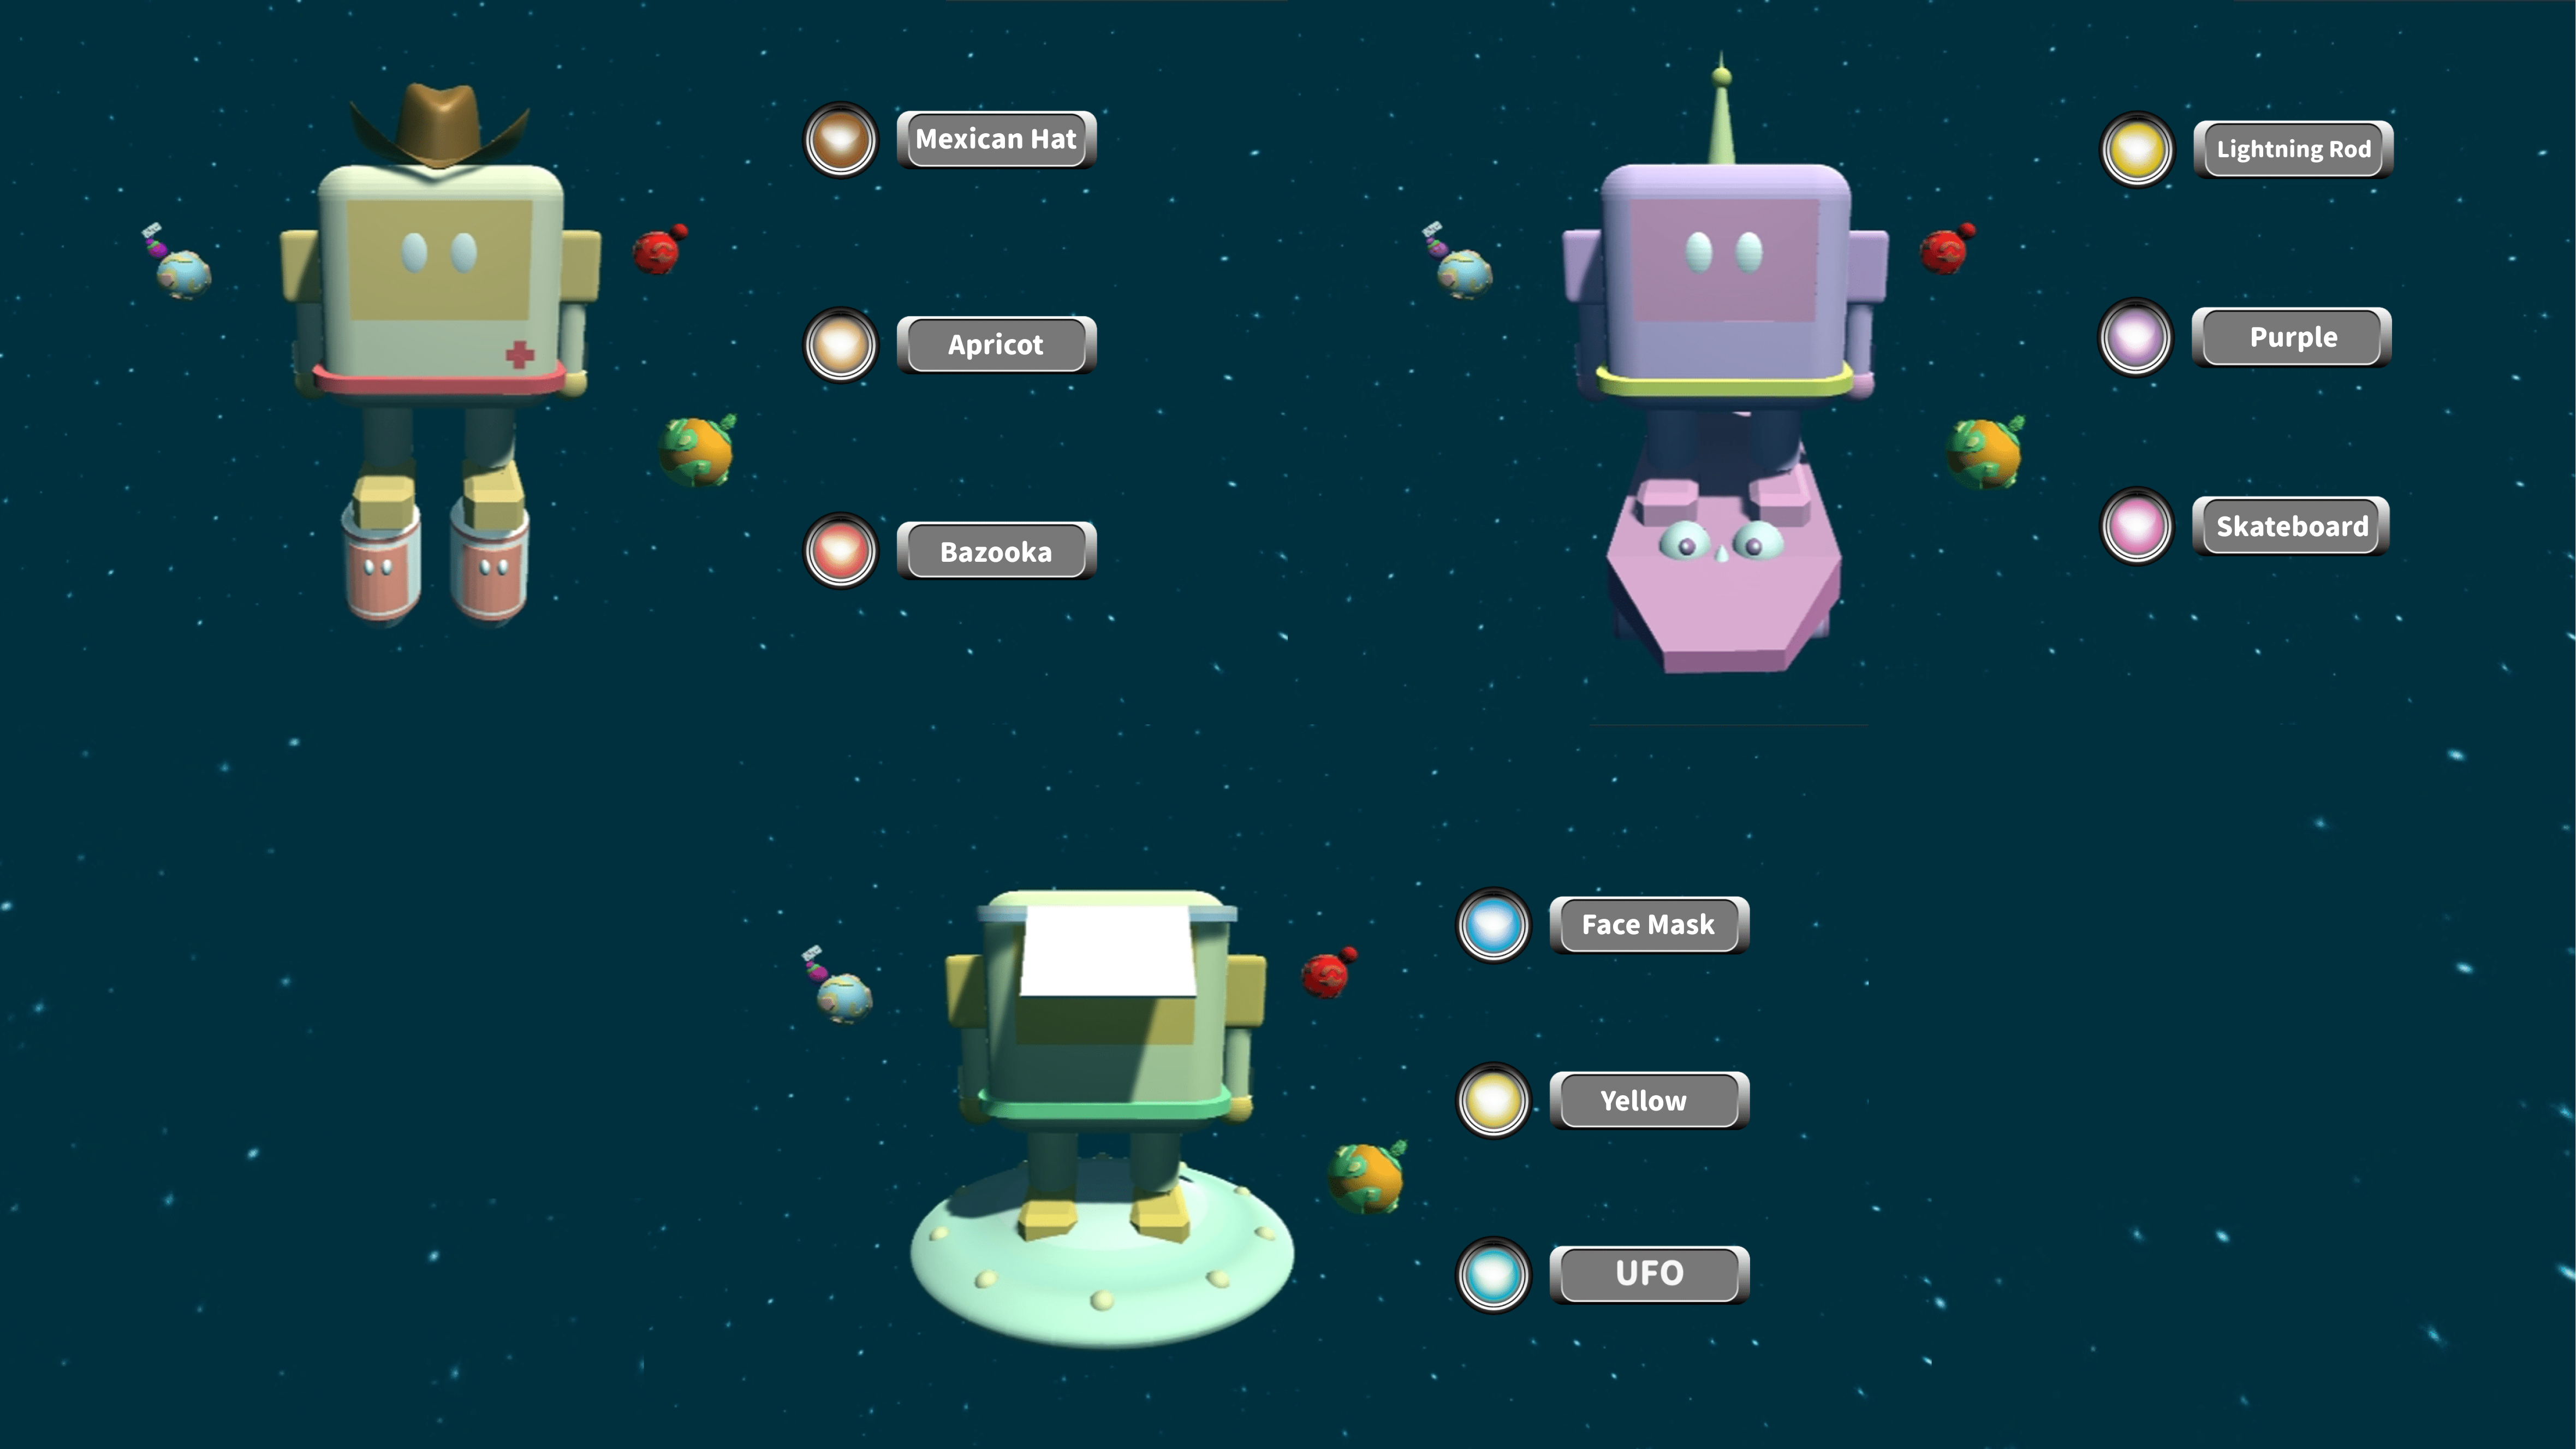 Mexican Hat
Apricot
Bazooka
Lightning Rod
Purple
Skateboard
Face Mask
Yellow
UFO